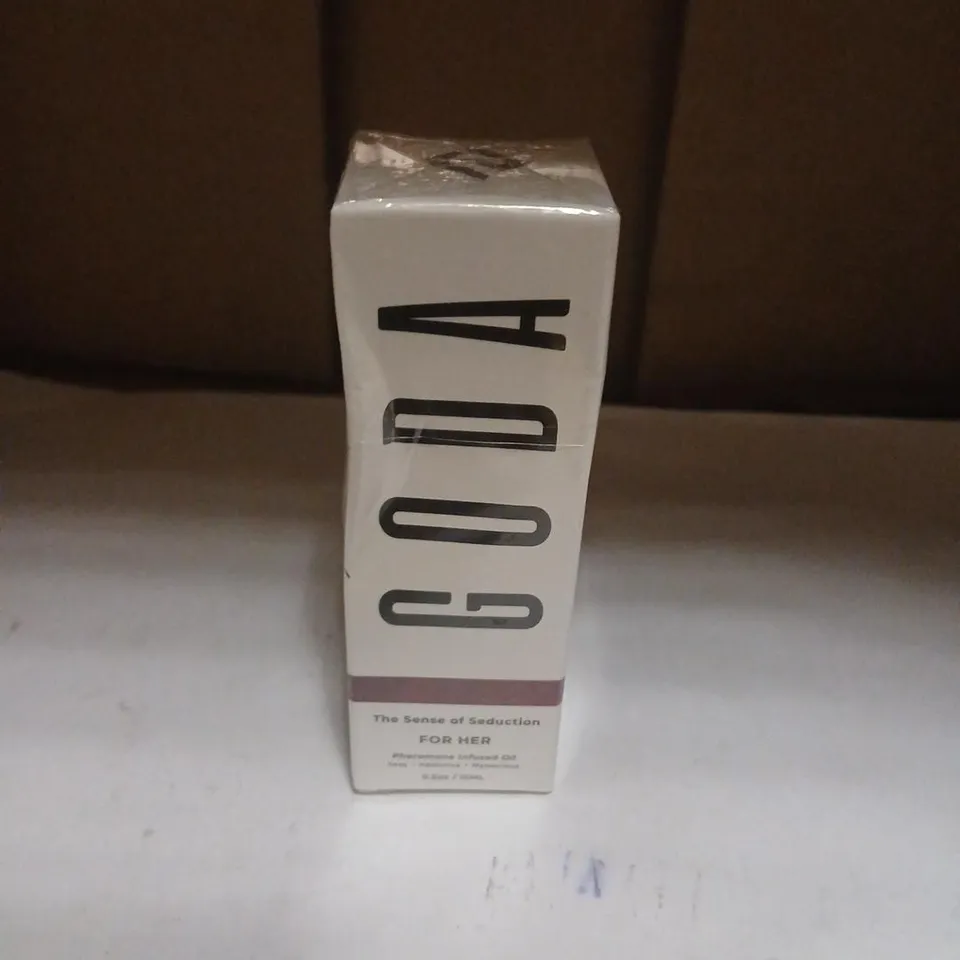 GODA
The Sense of Seduction
FOR HER
Pheromone Infused Oil